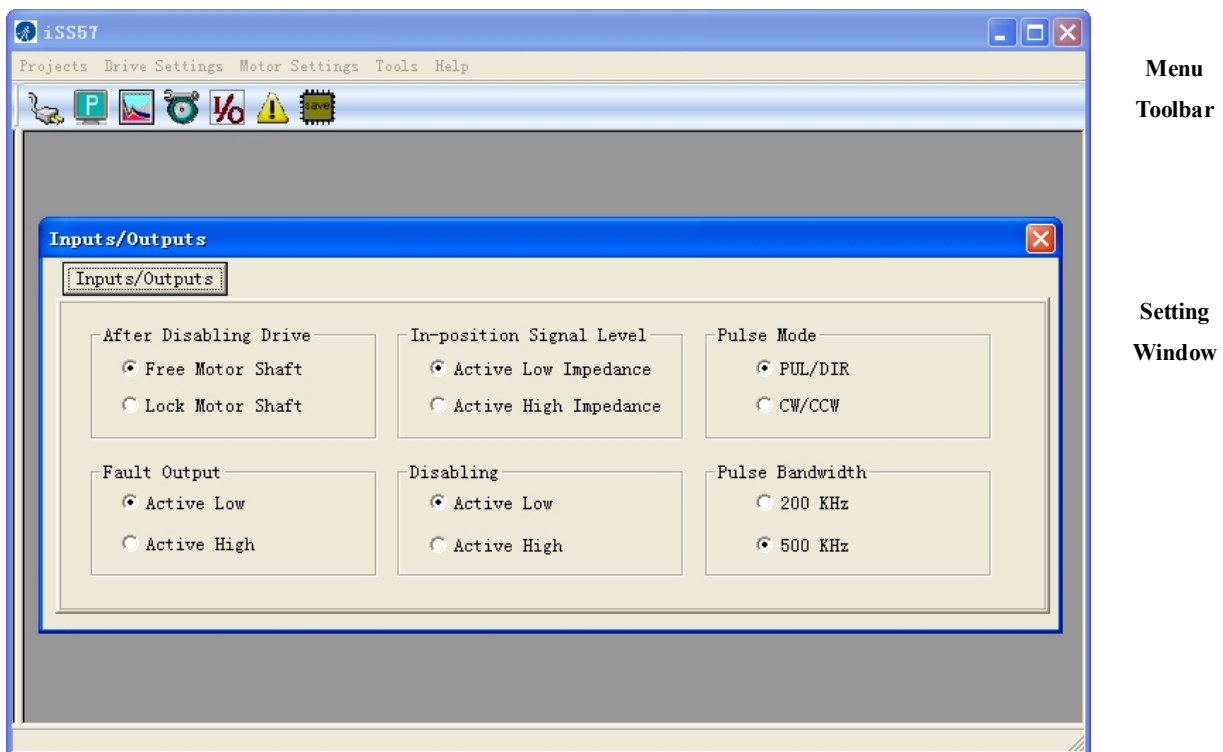 iSS57
Projects Drive Settings Motor Settings Tools Help
P
I/O
save
Menu
Toolbar
Inputs/Outputs
Inputs/Outputs
After Disabling Drive
Free Motor Shaft
Lock Motor Shaft
In-position Signal Level
Active Low Impedance
Active High Impedance
Pulse Mode
PUL/DIR
CW/CCW
Fault Output
Active Low
Active High
Disabling
Active Low
Active High
Pulse Bandwidth
200 KHz
500 KHz
Setting
Window